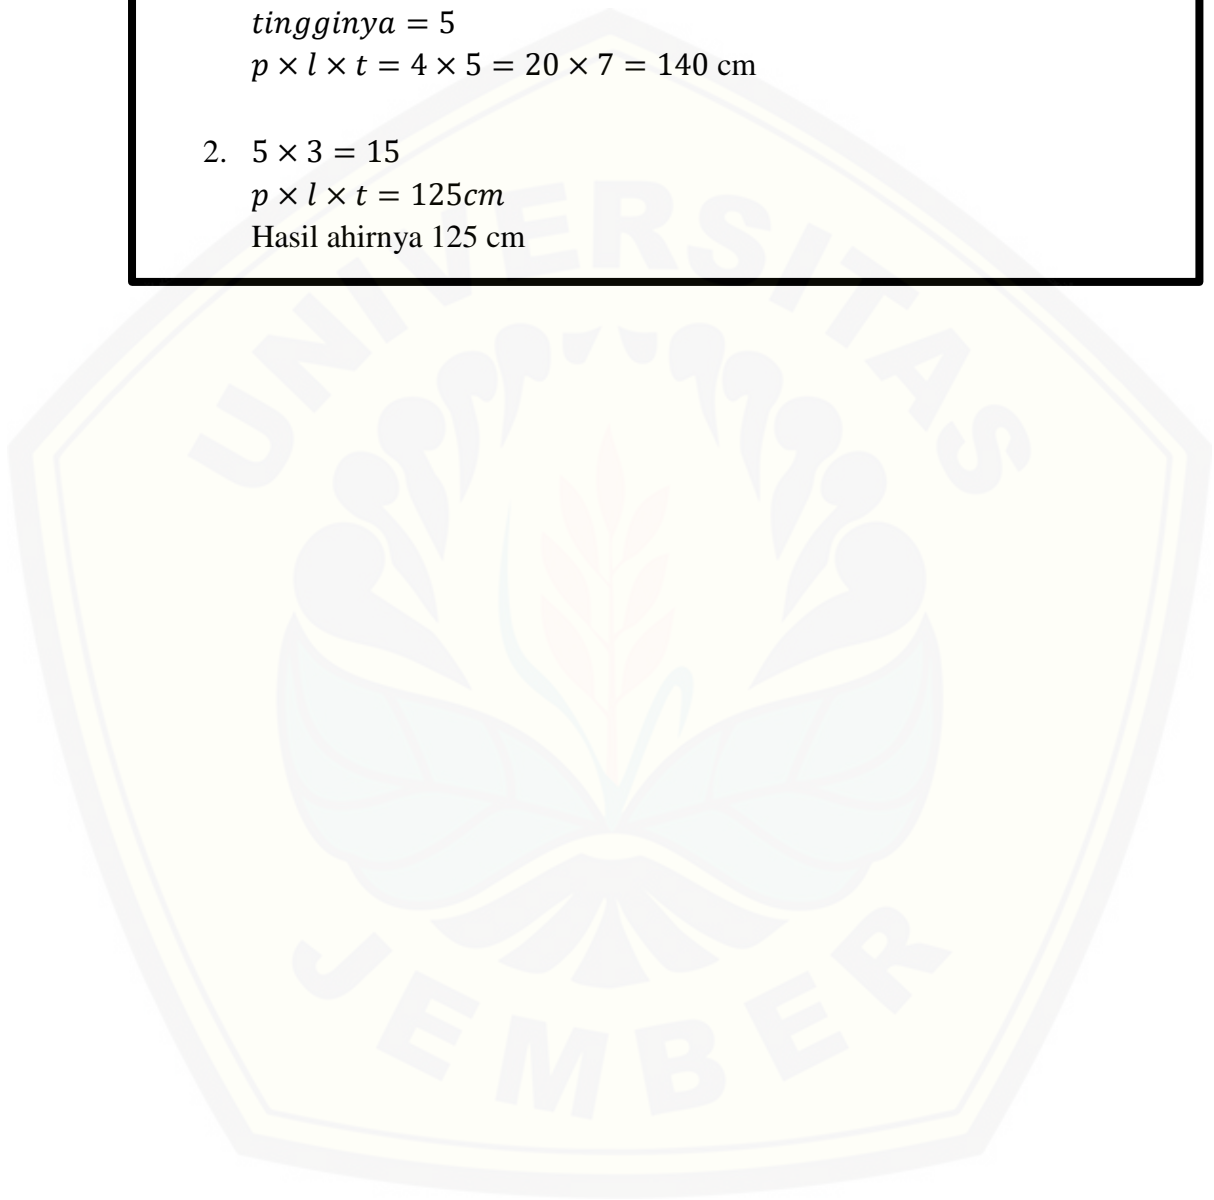 tingginya = 5
p × l × t = 4 × 5 = 20 × 7 = 140 cm
2. 5 × 3 = 15
p × l × t = 125cm
Hasil ahirnya 125 cm
UNIVERSITAS
JEMBER